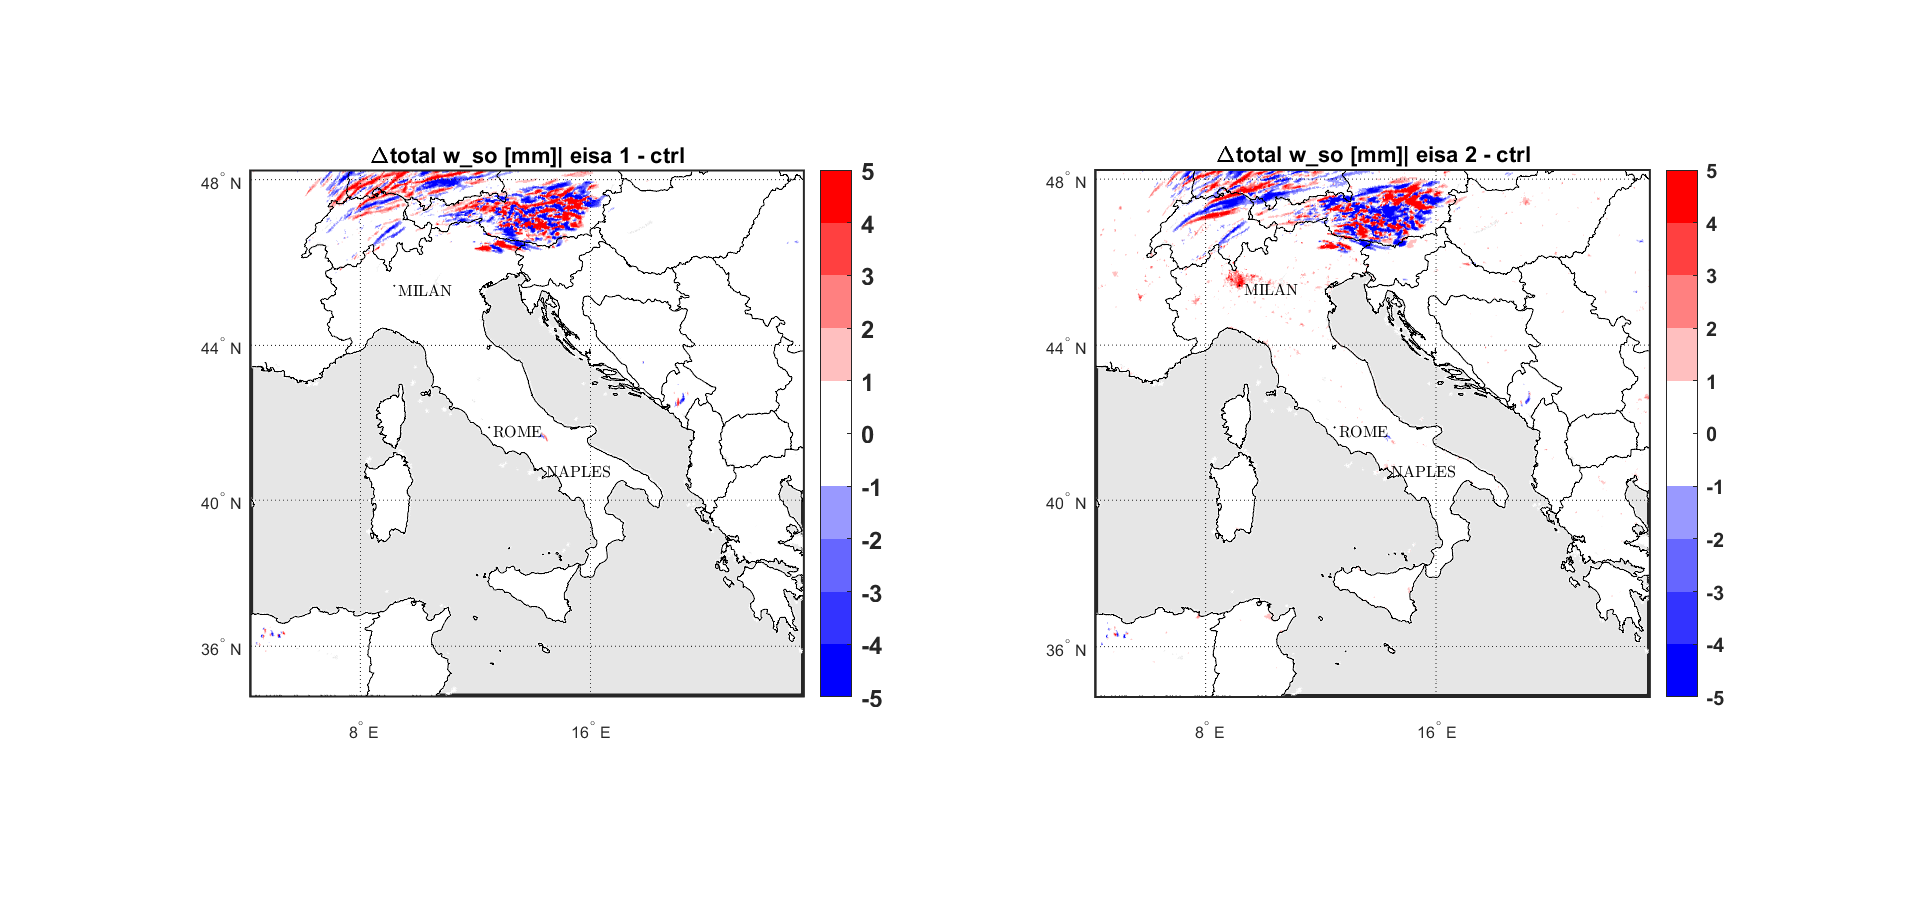 Δtotal w_so [mm]| eisa 1 - ctrl
48° N
44° N
40° N
36° N
8° E
16° E
MILAN
ROME
NAPLES
5
4
3
2
1
0
-1
-2
-3
-4
-5
Δtotal w_so [mm]| eisa 2 - ctrl
48° N
44° N
40° N
36° N
8° E
16° E
MILAN
ROME
NAPLES
5
4
3
2
1
0
-1
-2
-3
-4
-5